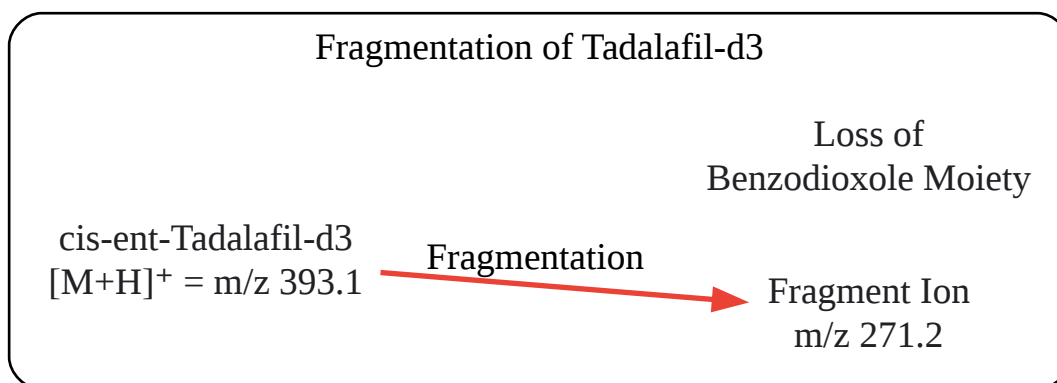 Fragmentation of Tadalafil-d3
Loss of
Benzodioxole Moiety
cis-ent-Tadalafil-d3
[M+H]⁺ = m/z 393.1
Fragmentation
Fragment Ion
m/z 271.2